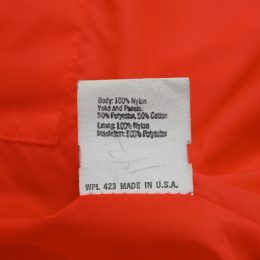 Body: 100% Nylon
Yoke and Panels:
50% Polyester, 50% Cotton
Lining: 100% Nylon
Insulation: 100% Polyester
WPL 423 MADE IN U.S.A.